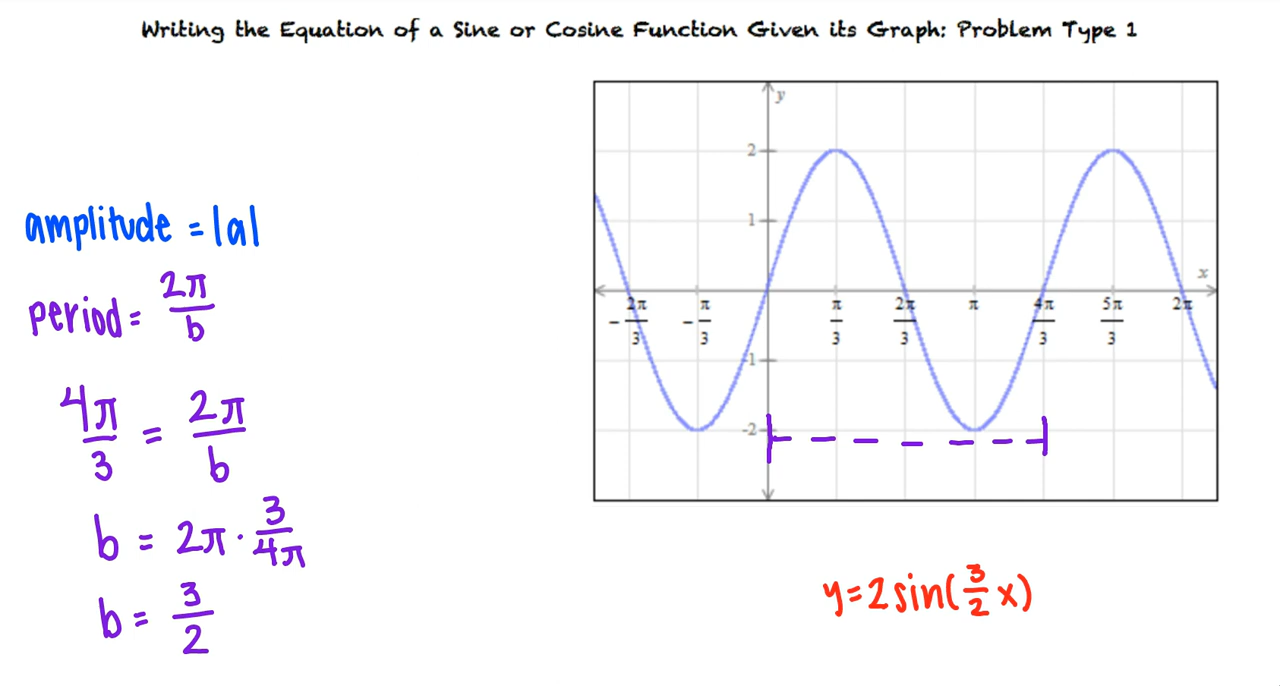 Writing the Equation of a Sine or Cosine Function Given its Graph: Problem Type 1
amplitude = |a|
period = 2π/b
4π/3 = 2π/b
b = 2π · 3/4π
b = 3/2
y
2
1
-1
-2
x
-2π/3 -π/3 π/3 2π/3 π 4π/3 5π/3 2π
y=2sin(3/2 x)